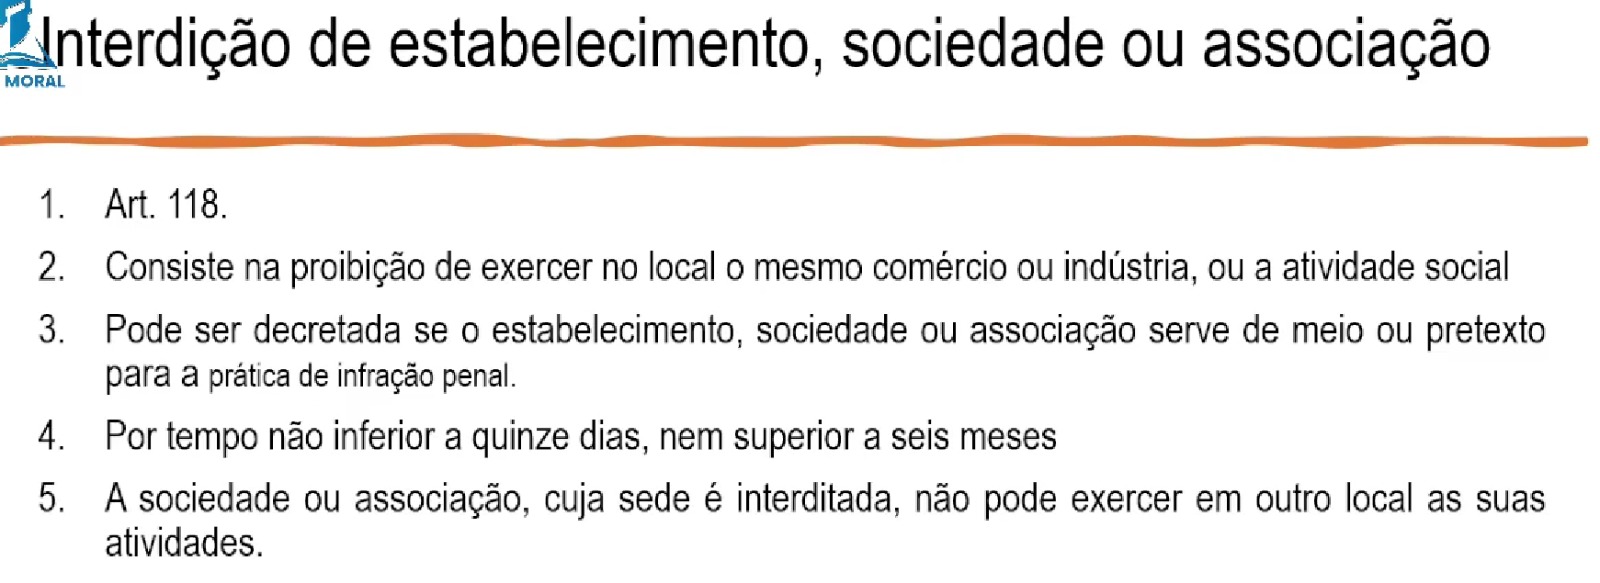 Interdição de estabelecimento, sociedade ou associação
MORAL
1. Art. 118.
2. Consiste na proibição de exercer no local o mesmo comércio ou indústria, ou a atividade social
3. Pode ser decretada se o estabelecimento, sociedade ou associação serve de meio ou pretexto
para a prática de infração penal.
4. Por tempo não inferior a quinze dias, nem superior a seis meses
5. A sociedade ou associação, cuja sede é interditada, não pode exercer em outro local as suas
atividades.